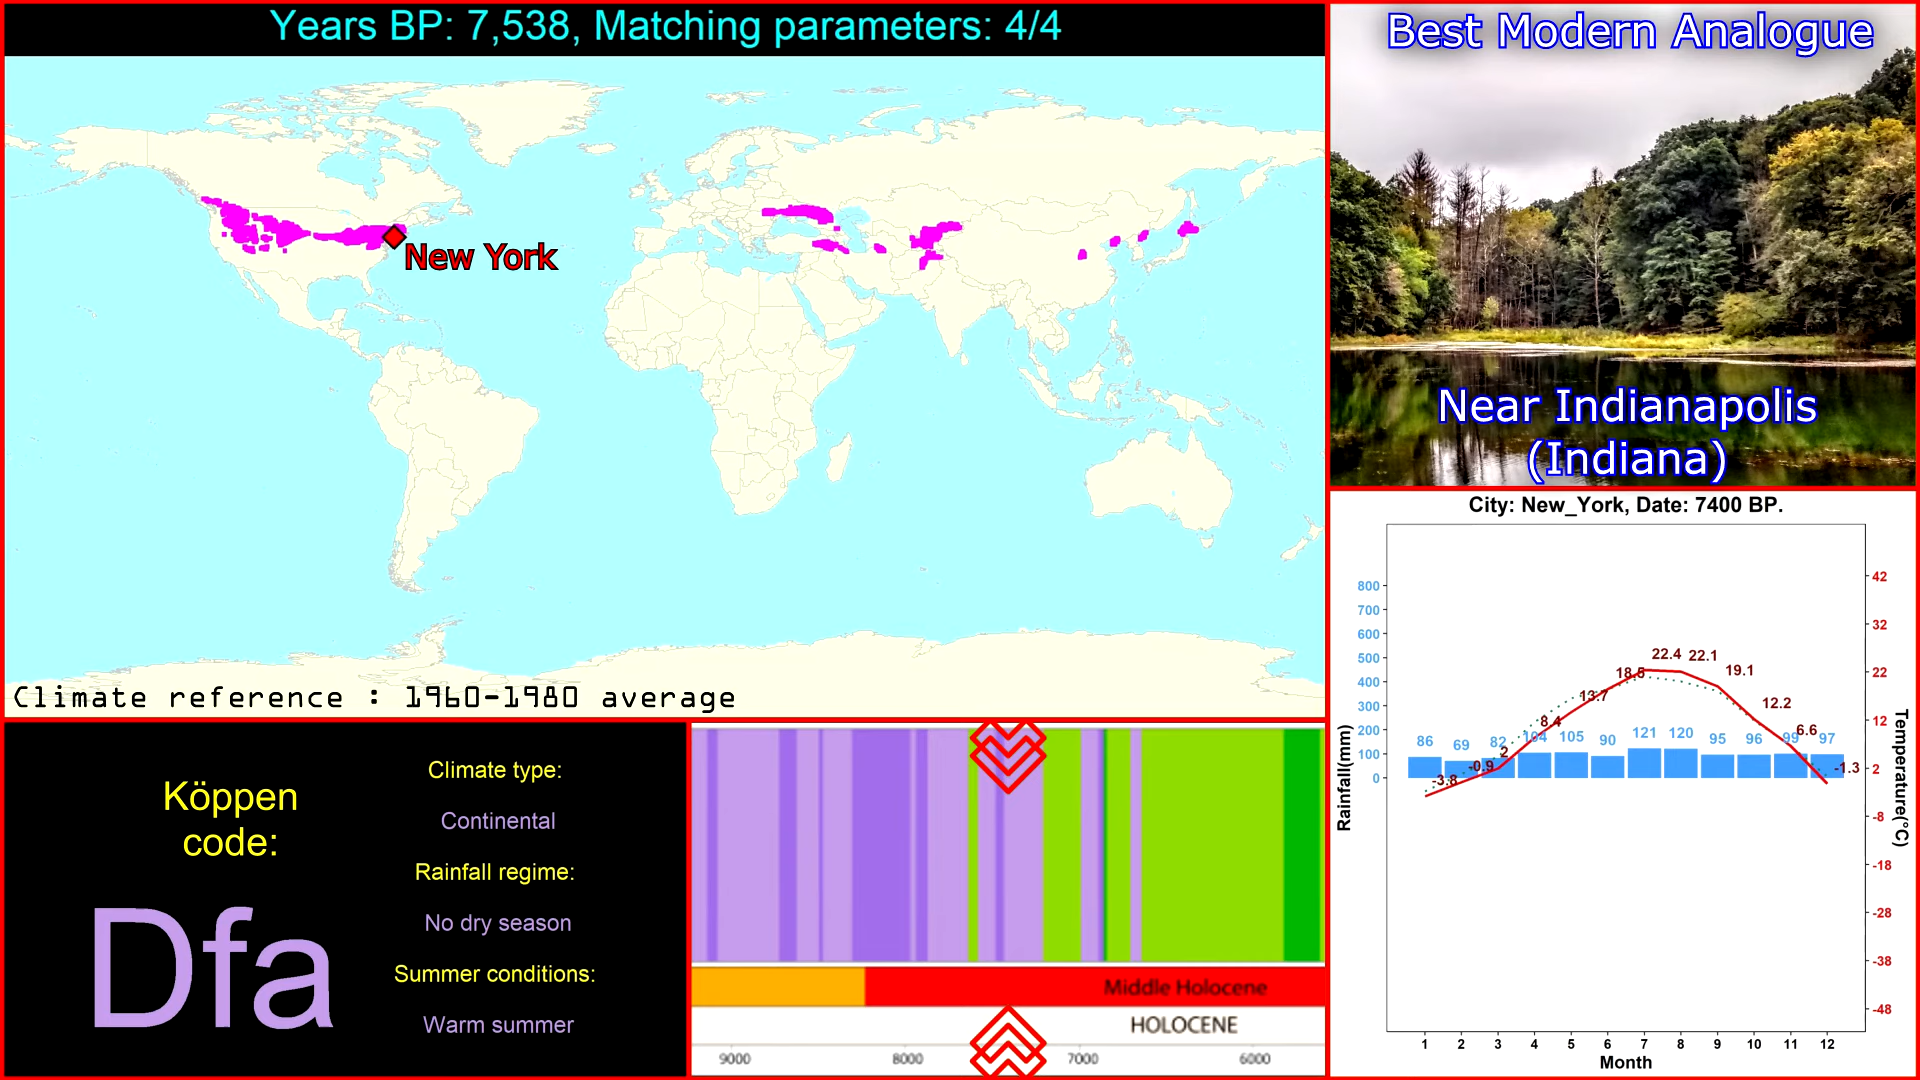 Years BP: 7,538, Matching parameters: 4/4
New York
Climate reference : 1960-1980 average
Best Modern Analogue
Near Indianapolis
(Indiana)
Köppen
code:
Dfa
Climate type:
Continental
Rainfall regime:
No dry season
Summer conditions:
Warm summer
Middle Holocene
HOLOCENE
9000 8000 7000 6000
City: New_York, Date: 7400 BP.
Rainfall(mm)
800
700
600
500
400
300
200
100
0
86 69 82 104 105 90 121 120 95 96 99 97
-3.8 -0.9 2 8.4 13.7 18.5 22.4 22.1 19.1 12.2 6.6 -1.3
42
32
22
12
2
-8
-18
-28
-38
-48
Temperature(°C)
1 2 3 4 5 6 7 8 9 10 11 12
Month